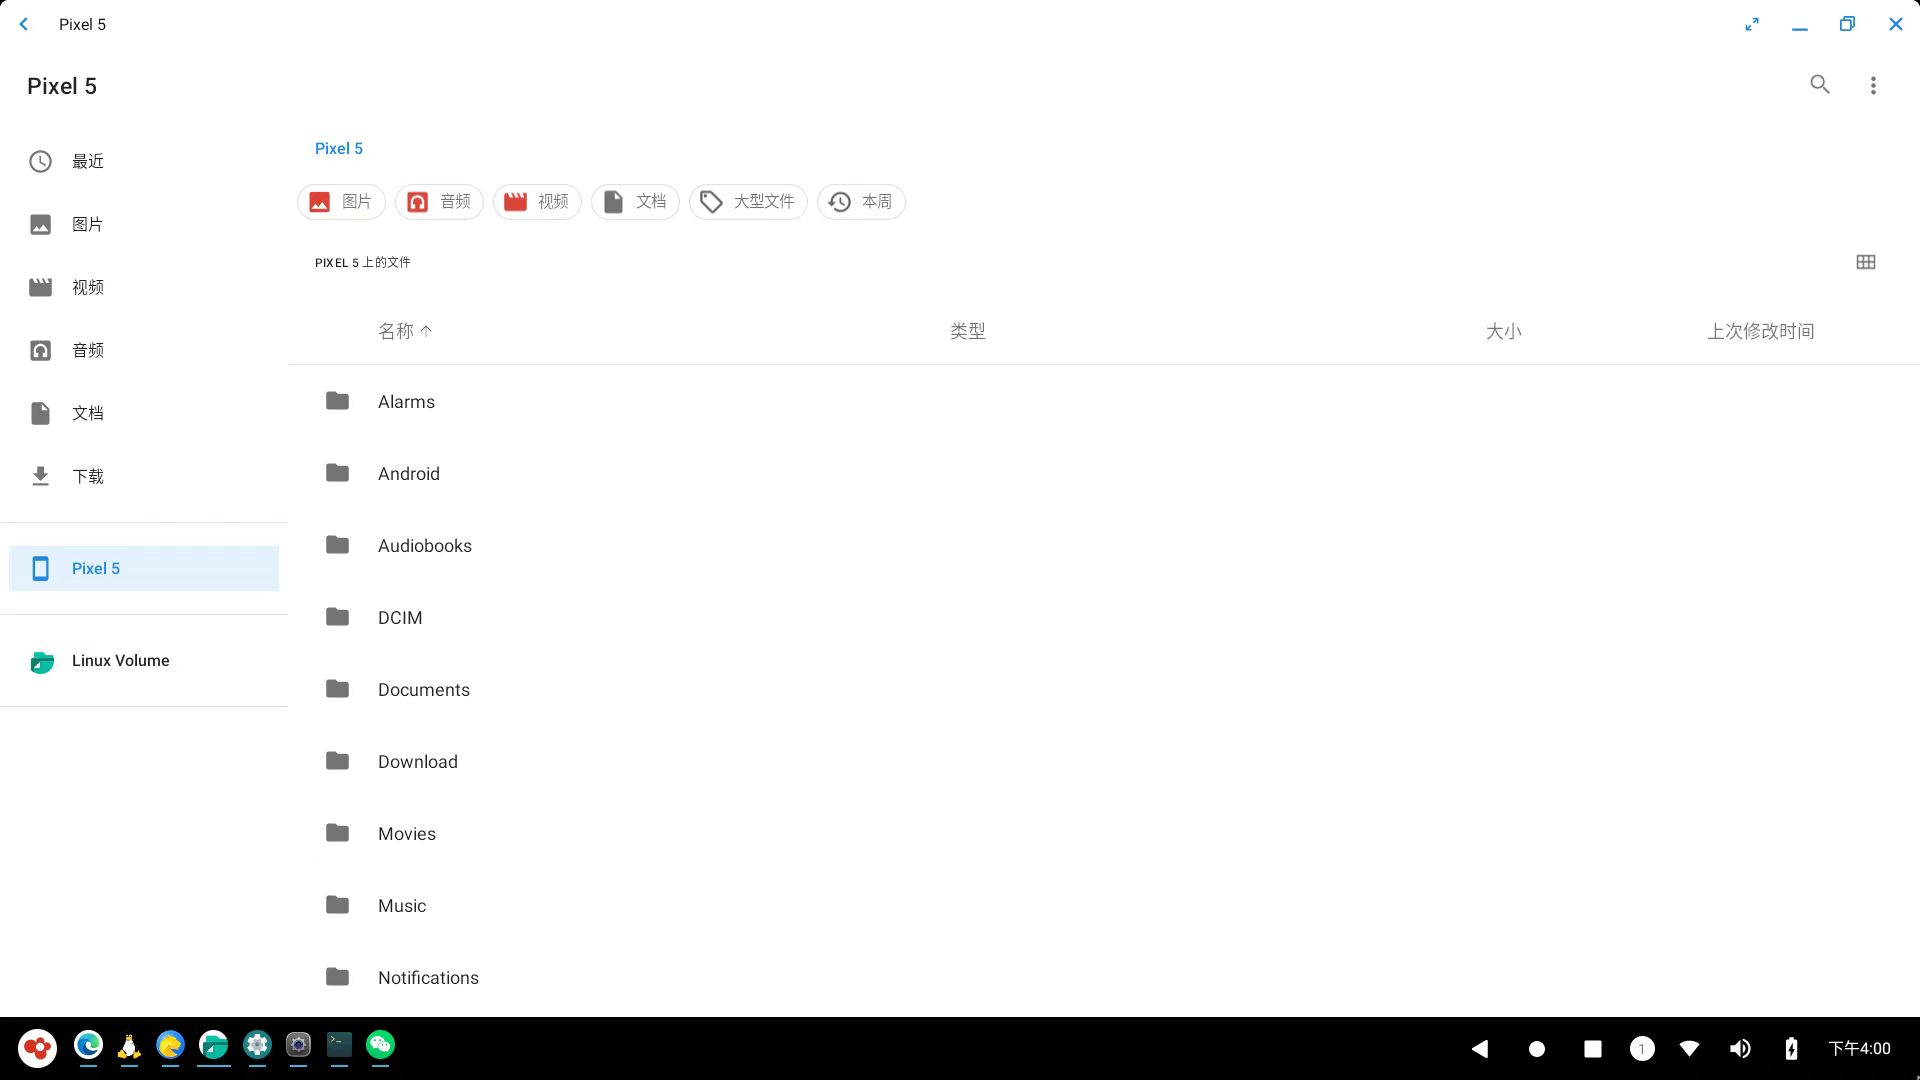 Pixel 5
Pixel 5
最近
图片
视频
音频
文档
下载
Pixel 5
Linux Volume
Pixel 5
图片 音频 视频 文档 大型文件 本周
PIXEL 5 上的文件
名称 类型 大小 上次修改时间
Alarms
Android
Audiobooks
DCIM
Documents
Download
Movies
Music
Notifications
>_
1 下午4:00